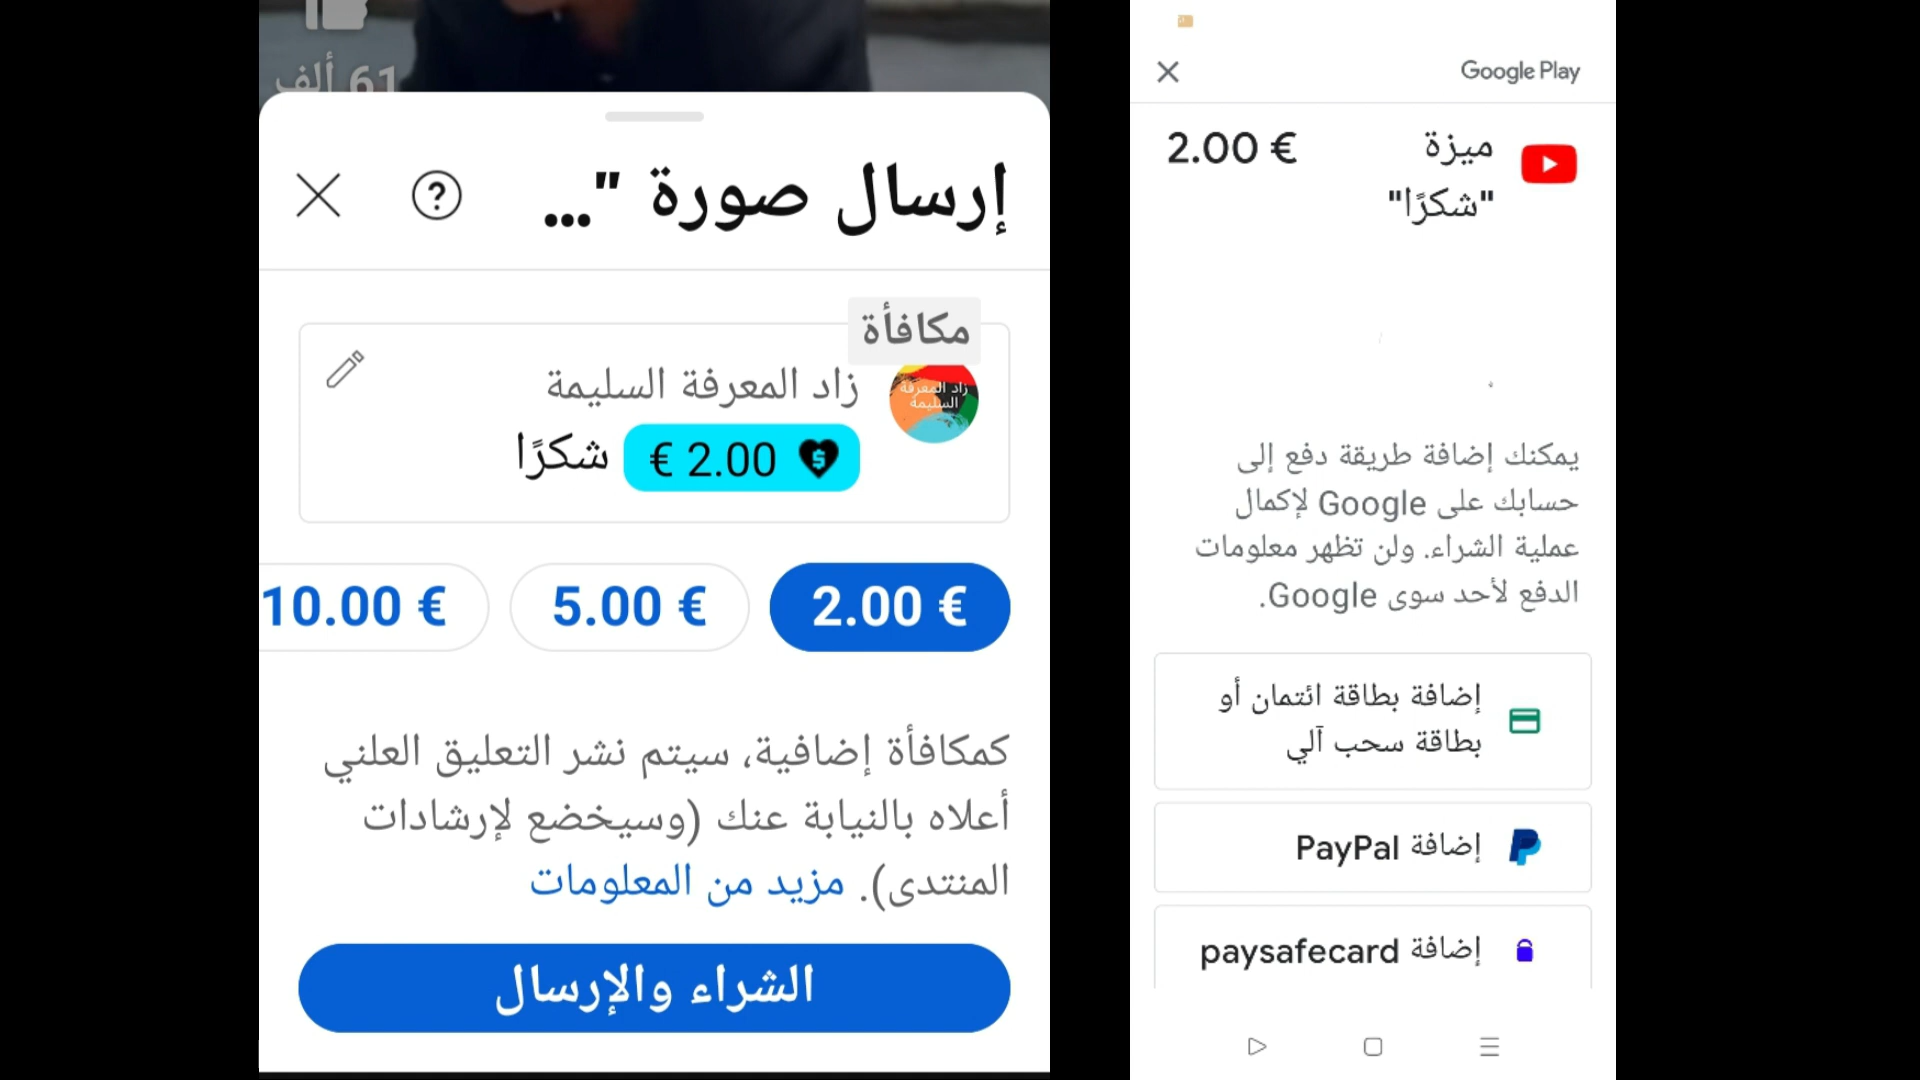 61 ألف
إرسال صورة "...
مكافأة
زاد المعرفة السليمة
زاد المعرفة
السليمة
€ 2.00 شكرًا
2.00 €
5.00 €
10.00 €
كمكافأة إضافية، سيتم نشر التعليق العلني
أعلاه بالنيابة عنك (وسيخضع لإرشادات
المنتدى). مزيد من المعلومات
الشراء والإرسال
Google Play
ميزة
"شكرًا"
2.00 €
يمكنك إضافة طريقة دفع إلى
حسابك على Google لإكمال
عملية الشراء. ولن تظهر معلومات
الدفع لأحد سوى Google.
إضافة بطاقة ائتمان أو
بطاقة سحب آلي
إضافة PayPal
إضافة paysafecard